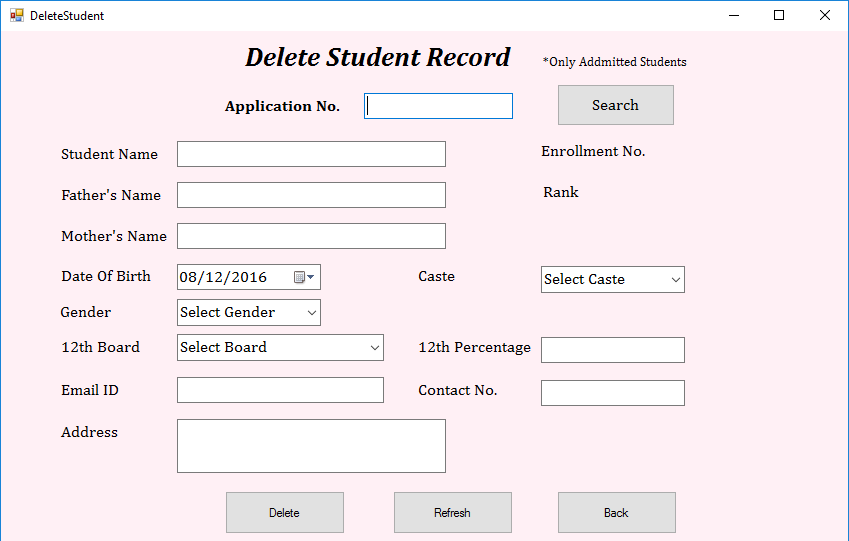 DeleteStudent
Delete Student Record *Only Addmitted Students
Application No. Search
Student Name Enrollment No.
Father's Name Rank
Mother's Name
Date Of Birth 08/12/2016 Caste Select Caste
Gender Select Gender
12th Board Select Board 12th Percentage
Email ID Contact No.
Address
Delete Refresh Back